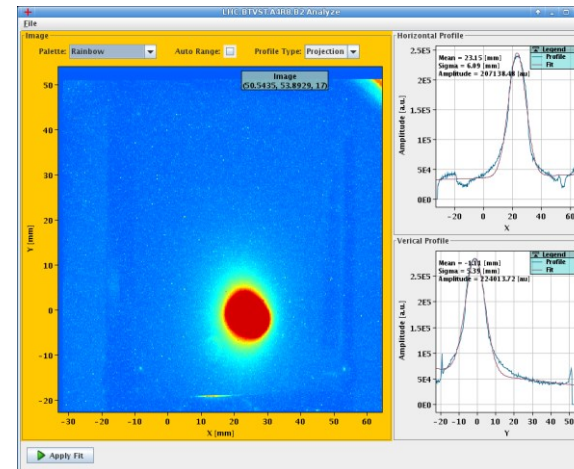 LHC.BTVST.A4R8.B2 Analyze
File
Image
Palette: Rainbow Auto Range: Profile Type: Projection
Image
(50.5435, 53.8929, 17)
50
40
30
20
10
0
-10
-20
Y [mm]
-30 -20 -10 0 10 20 30 40 50 60
X [mm]
Apply Fit
Horizontal Profile
Legend
Profile
Fit
Mean = 23.15 [mm]
Sigma = 6.09 [mm]
Amplitude = 207138.48 [au]
2.5E5
2E5
1.5E5
1E5
5E4
0E0
Amplitude [a.u.]
-20 0 20 40 60
X
Verical Profile
Legend
Profile
Fit
Sigma = 5.39 [mm]
Amplitude = 224013.72 [au]
2.5E5
2E5
1.5E5
1E5
5E4
0E0
Amplitude [a.u.]
-20 -10 0 10 20 30 40 50
Y